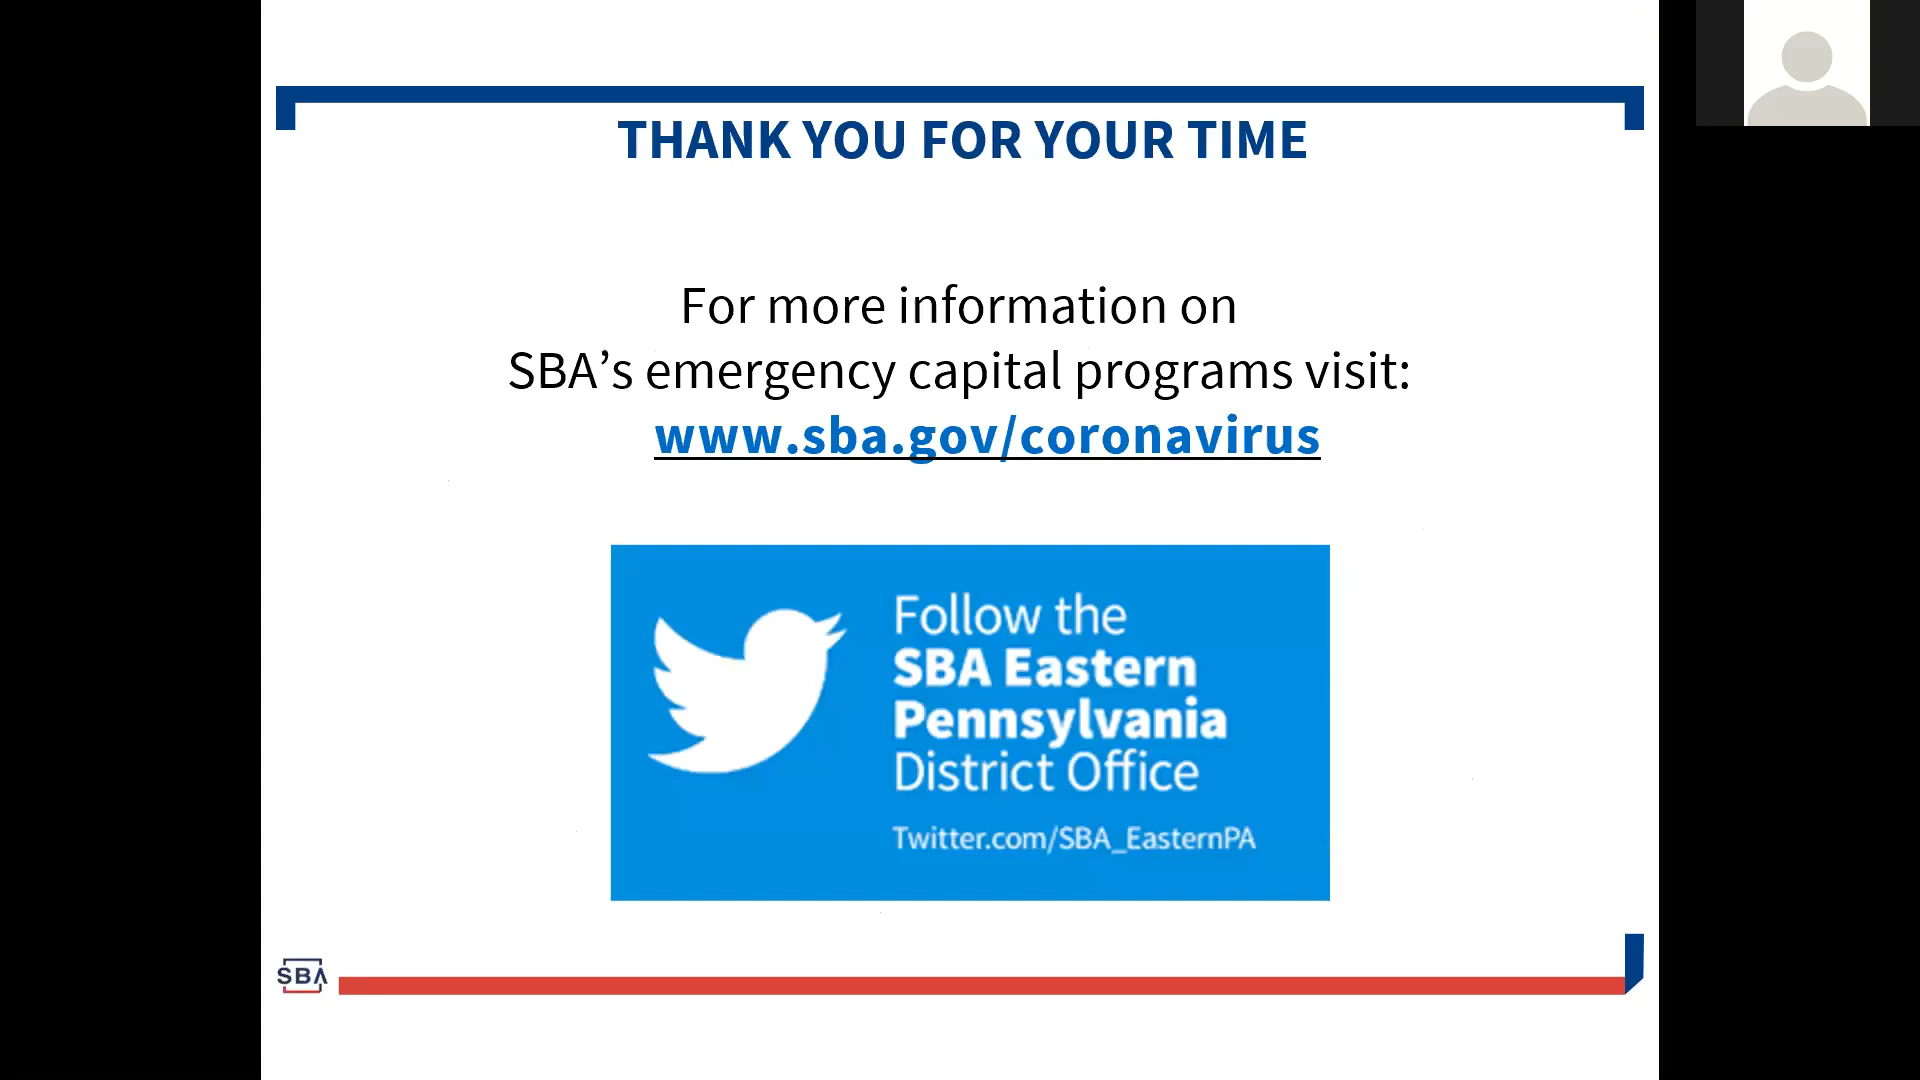 THANK YOU FOR YOUR TIME
For more information on
SBA’s emergency capital programs visit:
www.sba.gov/coronavirus
Follow the
SBA Eastern
Pennsylvania
District Office
Twitter.com/SBA_EasternPA
SBA